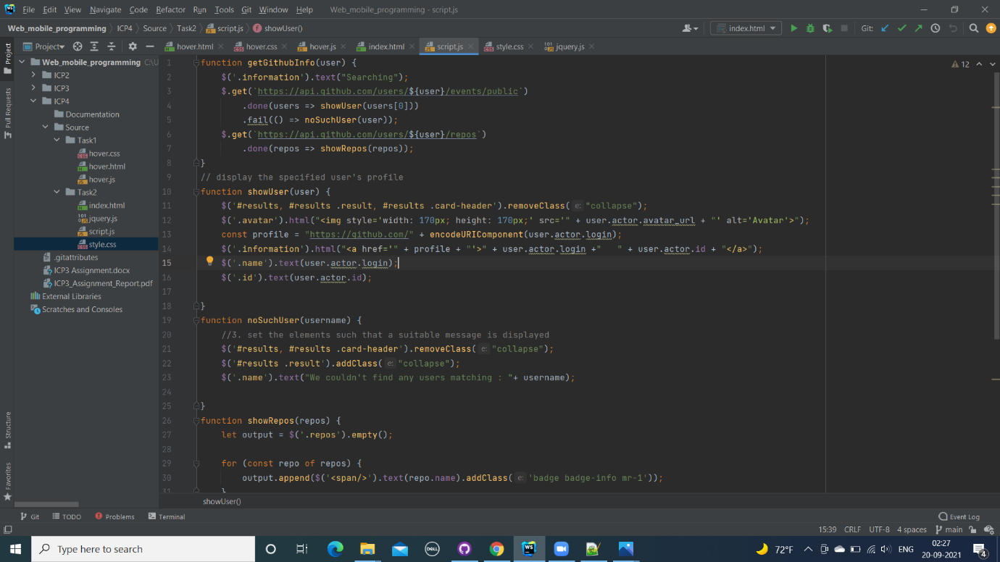 WS File Edit View Navigate Code Refactor Run Tools Git Window Help Web_mobile_programming - script.js
Web_mobile_programming ICP4 Source Task2 script.js showUser() index.html Git:
Project hover.html hover.css hover.js index.html script.js style.css jquery.js
Project
Pull Requests
Structure
Favorites
Web_mobile_programming C:\U
ICP2
ICP3
ICP4
Documentation
Source
Task1
hover.css
hover.html
hover.js
Task2
index.html
jquery.js
script.js
style.css
.gitattributes
ICP3 Assignment.docx
ICP3_Assignment_Report.pdf
External Libraries
Scratches and Consoles
12
1 function getGithubInfo(user) {
2 $('.information').text("Searching");
3 $.get(`https://api.github.com/users/${user}/events/public`)
4 .done(users => showUser(users[0]))
5 .fail(() => noSuchUser(user));
6 $.get(`https://api.github.com/users/${user}/repos`)
7 .done(repos => showRepos(repos));
8 }
9 // display the specified user's profile
10 function showUser(user) {
11 $('#results, #results .result, #results .card-header').removeClass( e: "collapse");
12 $('.avatar').html("<img style='width: 170px; height: 170px;' src='" + user.actor.avatar_url + "' alt='Avatar'>");
13 const profile = "https://github.com/" + encodeURIComponent(user.actor.login);
14 $('.information').html("<a href='" + profile + "'>" + user.actor.login +"   " + user.actor.id + "</a>");
15 $('.name').text(user.actor.login);
16 $('.id').text(user.actor.id);
17
18 }
19 function noSuchUser(username) {
20 //3. set the elements such that a suitable message is displayed
21 $('#results, #results .card-header').removeClass( e: "collapse");
22 $('#results .result').addClass( e: "collapse");
23 $('.name').text("We couldn't find any users matching : "+ username);
24
25 }
26 function showRepos(repos) {
27 let output = $('.repos').empty();
28
29 for (const repo of repos) {
30 output.append($('<span/>').text(repo.name).addClass( e: 'badge badge-info mr-1'));
31 }
showUser()
Git TODO Problems Terminal Event Log
15:39 CRLF UTF-8 4 spaces main
Type here to search DELL WS 72°F ENG 02:27
20-09-2021 4